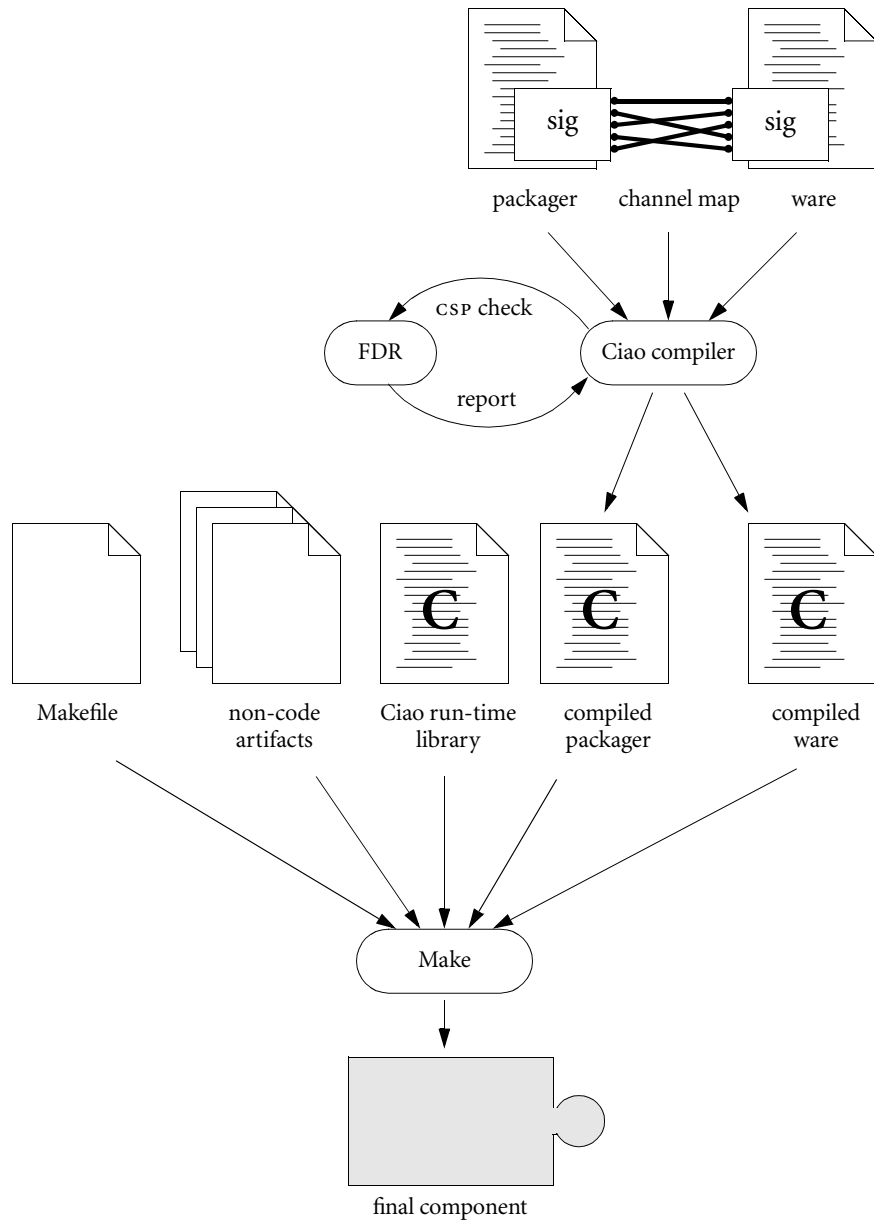 sig
sig
packager
channel map
ware
CSP check
FDR
Ciao compiler
report
C
C
C
Makefile
non-code
artifacts
Ciao run-time
library
compiled
packager
compiled
ware
Make
final component